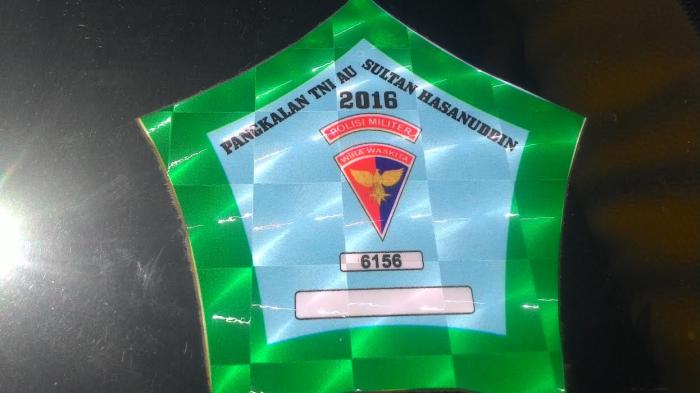 PANGKALAN TNI AU SULTAN HASANUDDIN
2016
POLISI MILITER
WIRA WASKITA
6156